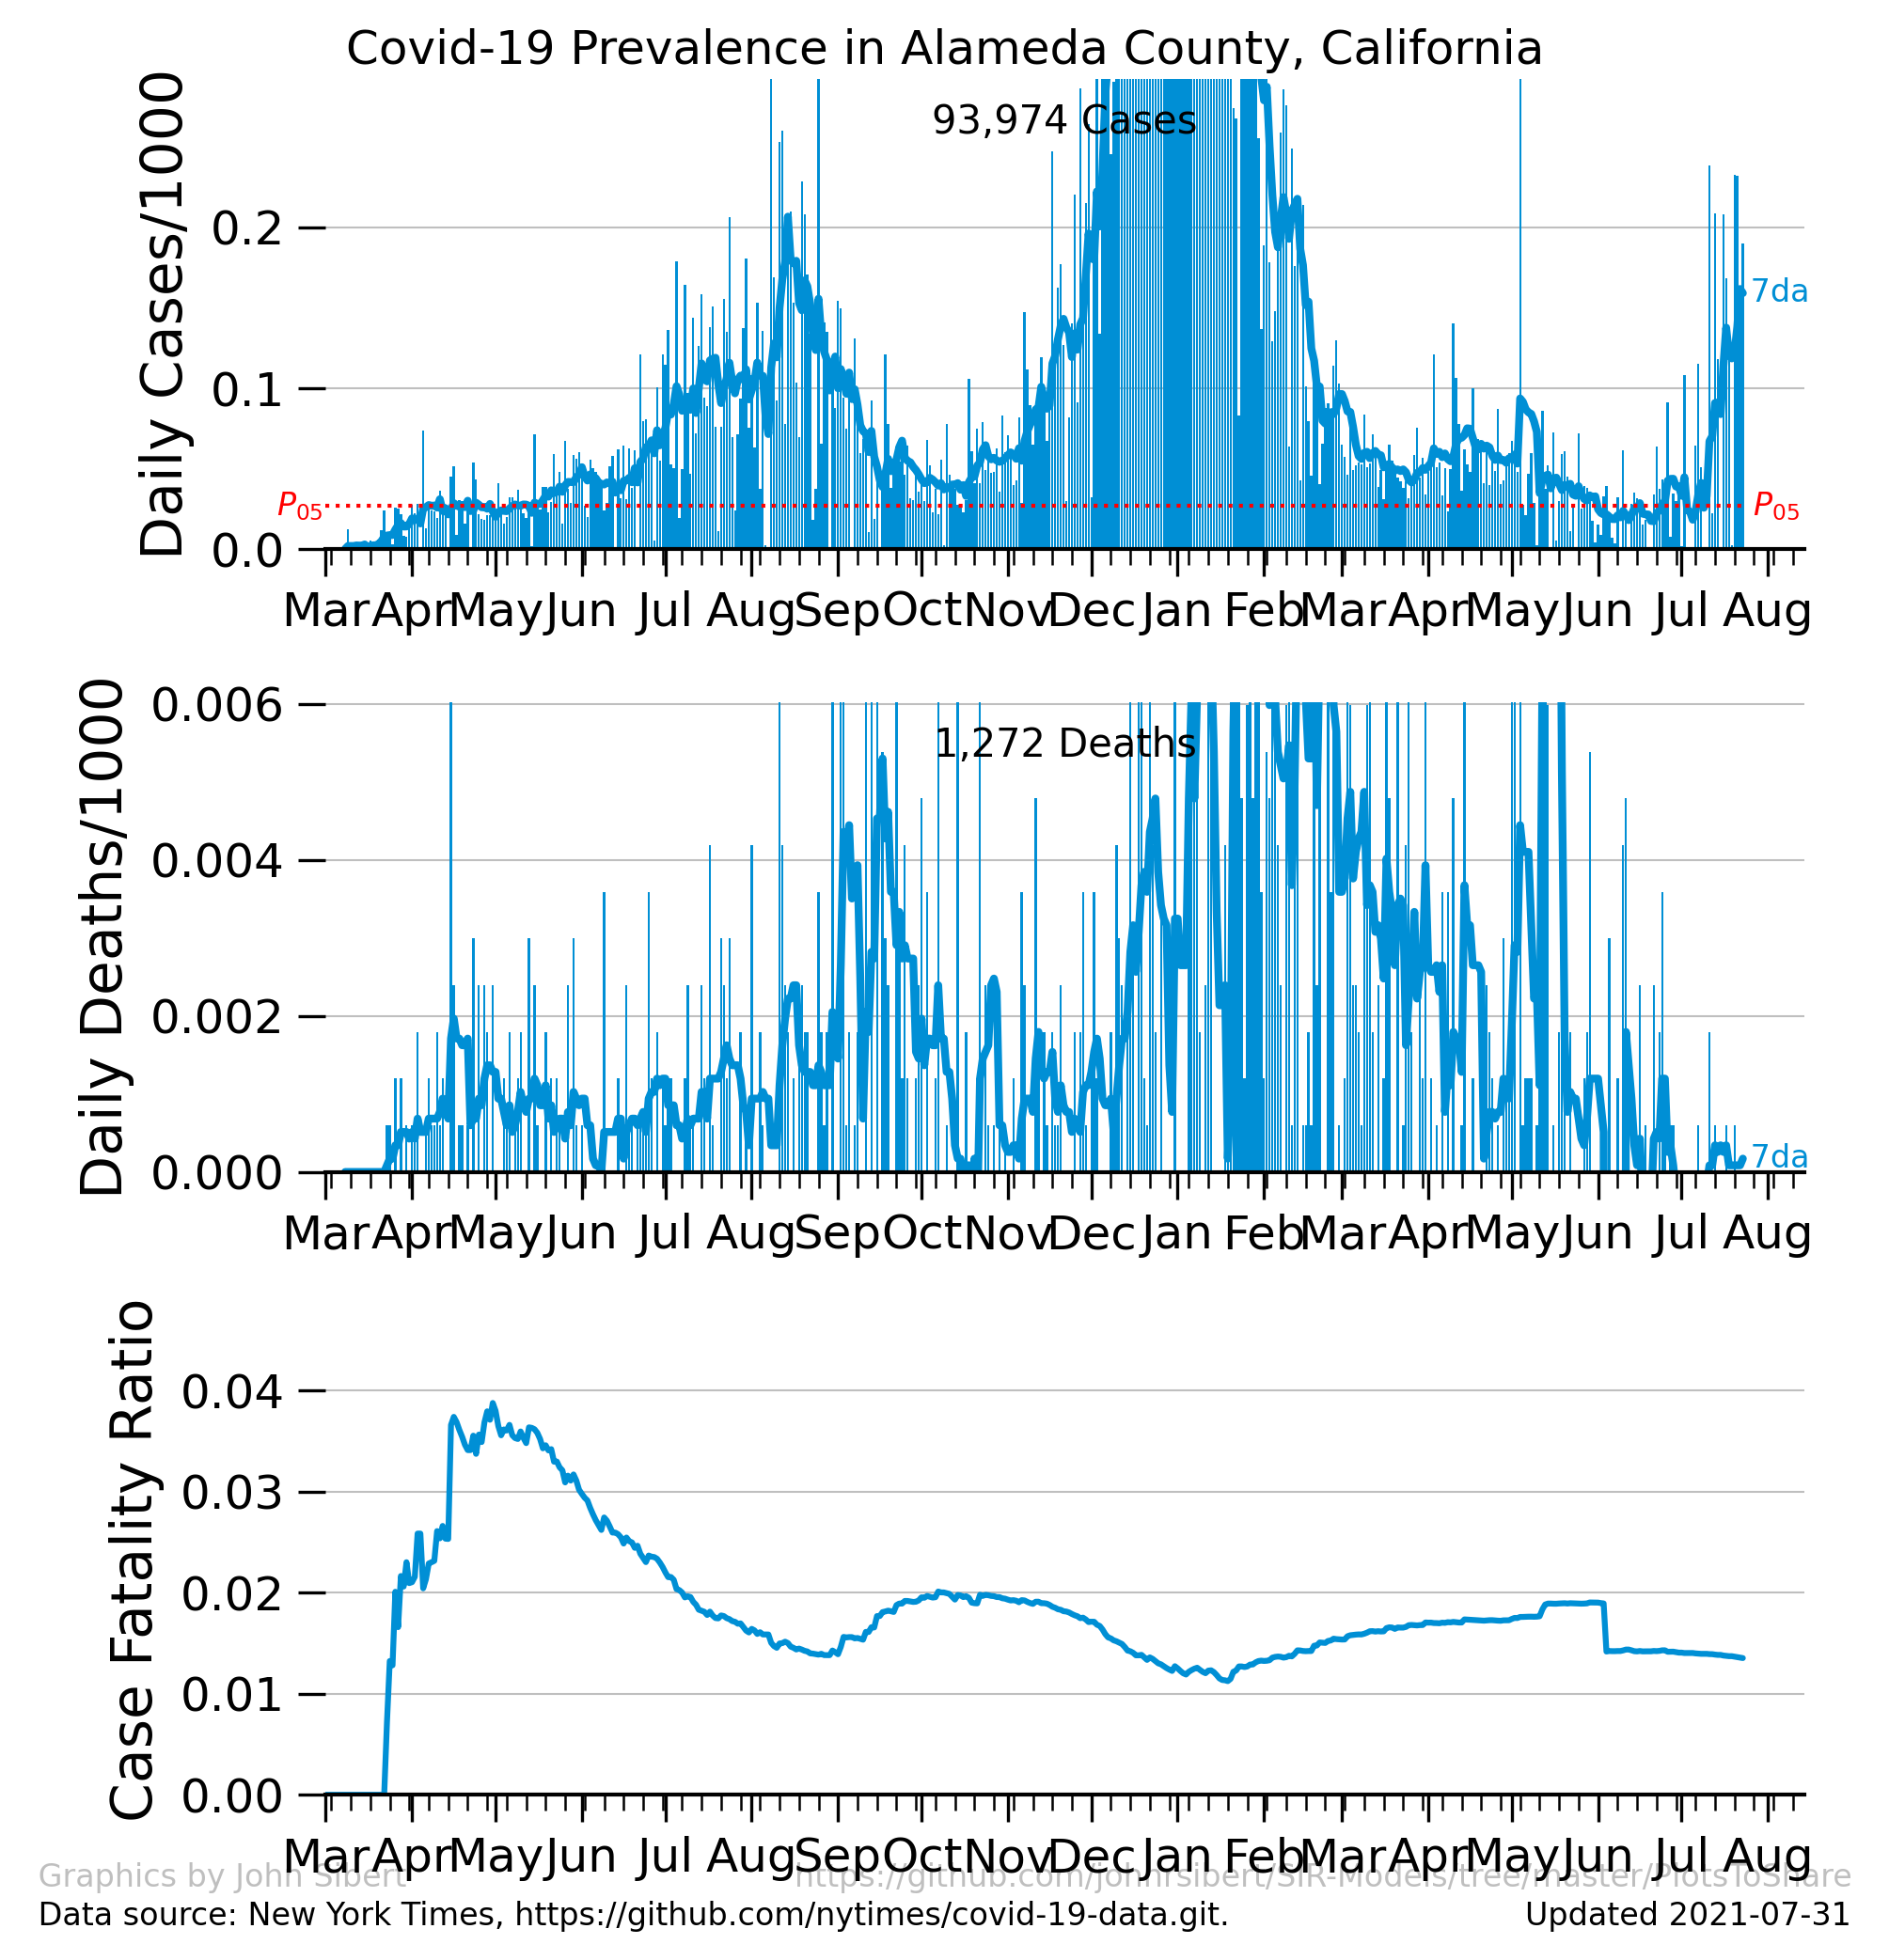 Covid-19 Prevalence in Alameda County, California
Daily Cases/1000
93,974 Cases
0.2
0.1
0.0
7da
P05
P05
Mar Apr May Jun Jul Aug Sep Oct Nov Dec Jan Feb Mar Apr May Jun Jul Aug
Daily Deaths/1000
0.006
1,272 Deaths
0.004
0.002
0.000
7da
Mar Apr May Jun Jul Aug Sep Oct Nov Dec Jan Feb Mar Apr May Jun Jul Aug
Case Fatality Ratio
0.04
0.03
0.02
0.01
0.00
Mar Apr May Jun Jul Aug Sep Oct Nov Dec Jan Feb Mar Apr May Jun Jul Aug
Graphics by John Sibert
https://github.com/johnrsibert/SIR-Models/tree/master/PlotsToShare
Data source: New York Times, https://github.com/nytimes/covid-19-data.git.
Updated 2021-07-31